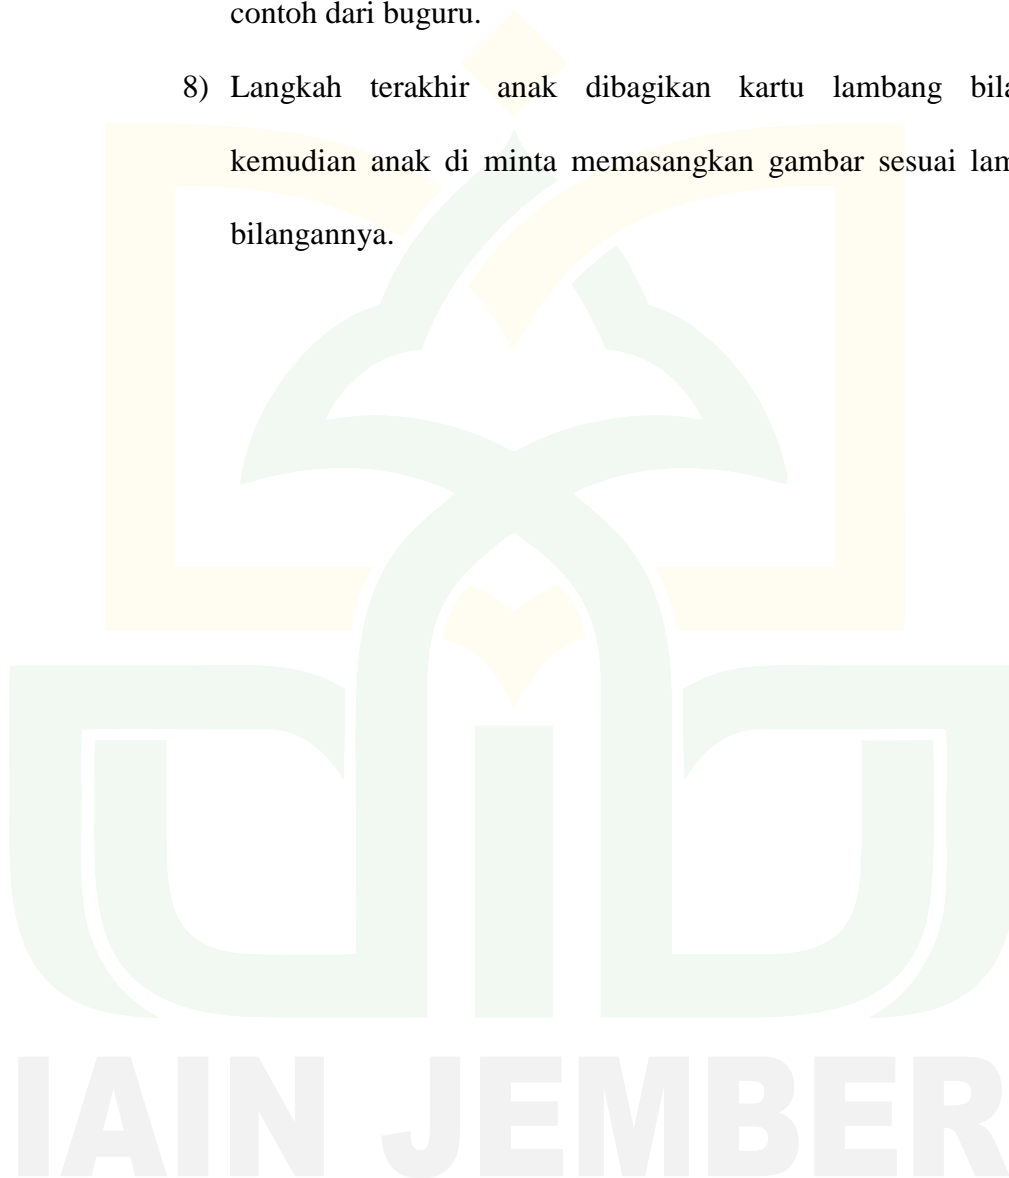 contoh dari buguru.
8) Langkah terakhir anak dibagikan kartu lambang
kemudian anak di minta memasangkan gambar sesuai
bilangannya.
IAIN JEMBER